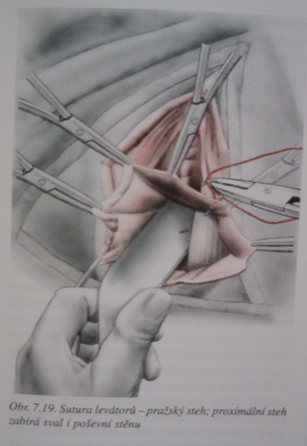 Obr. 7.19. Sutura levátorů – pražský steh; proximální steh
zabírá sval i poševní stěnu